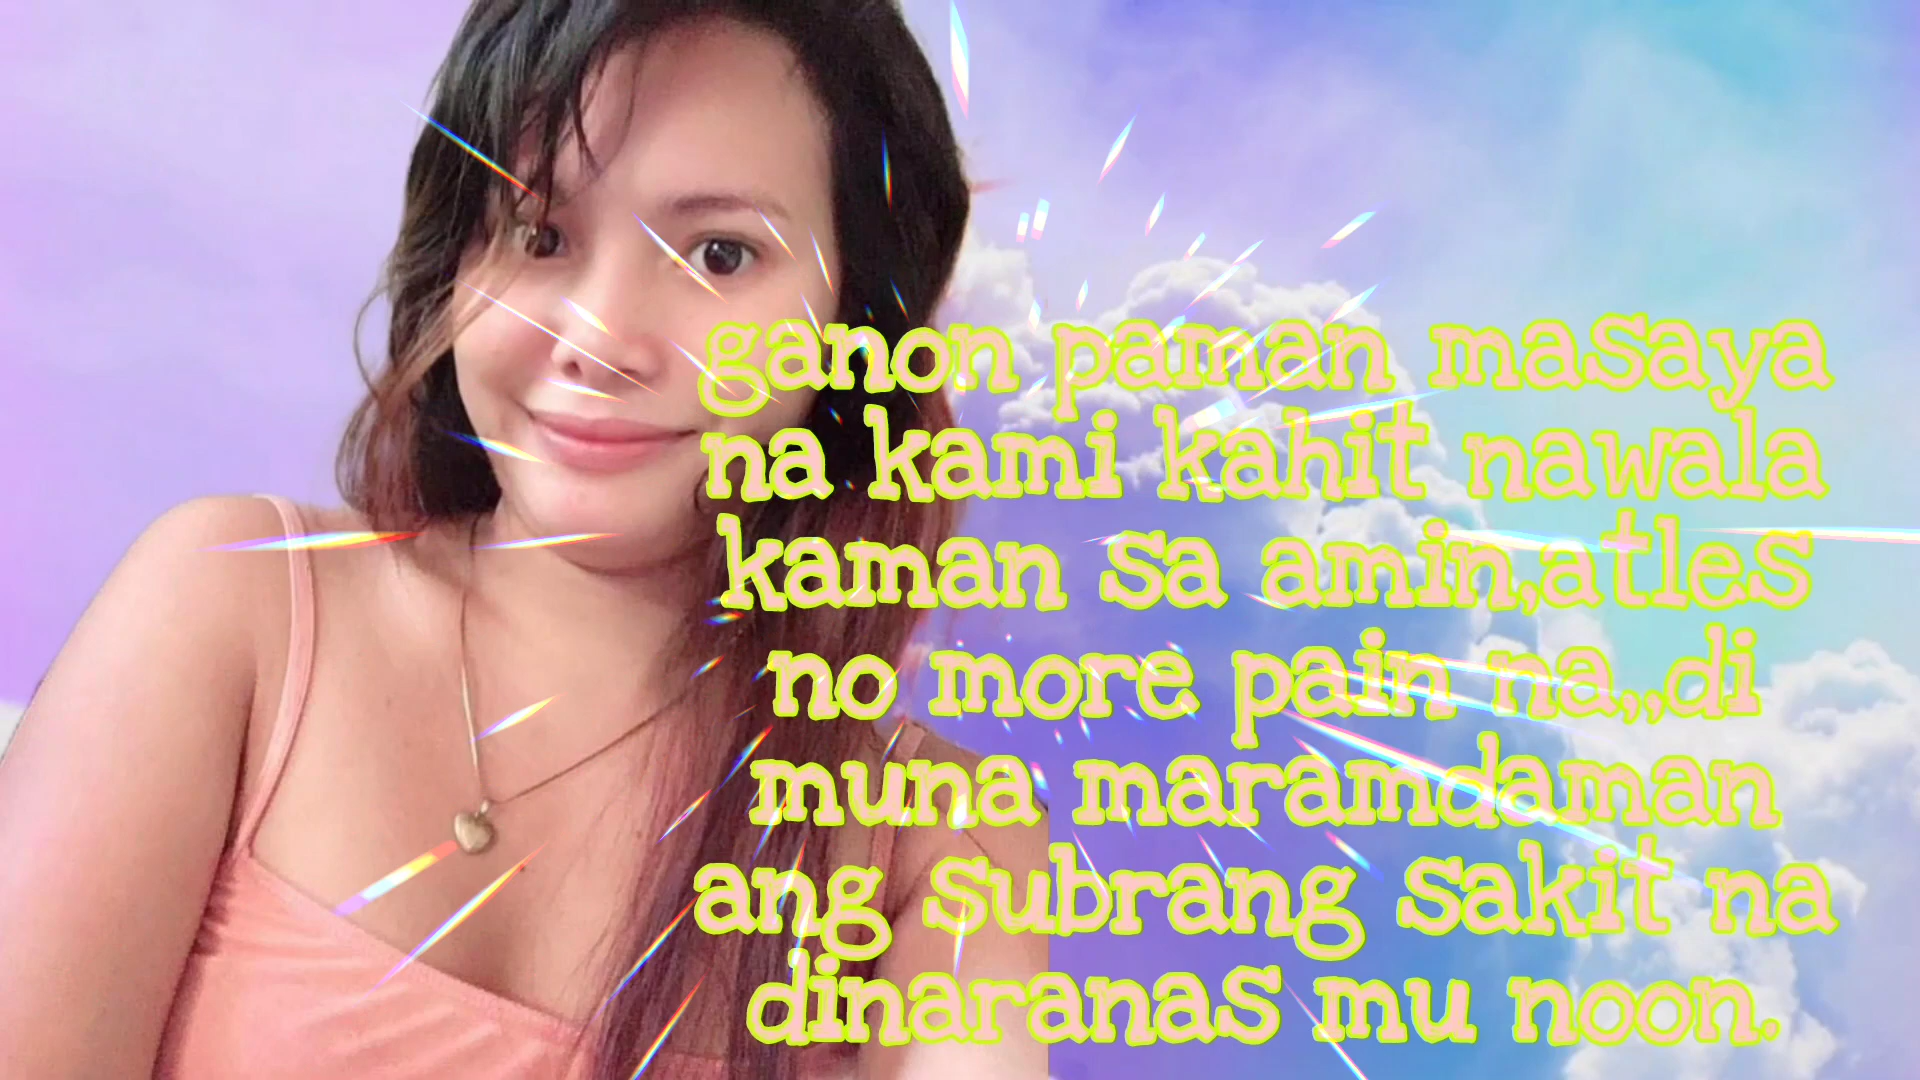 ganon paman masaya
na kami kahit nawala
kaman sa amin,atles
no more pain na,,di
muna maramdaman
ang subrang sakit na
dinaranas mu noon.